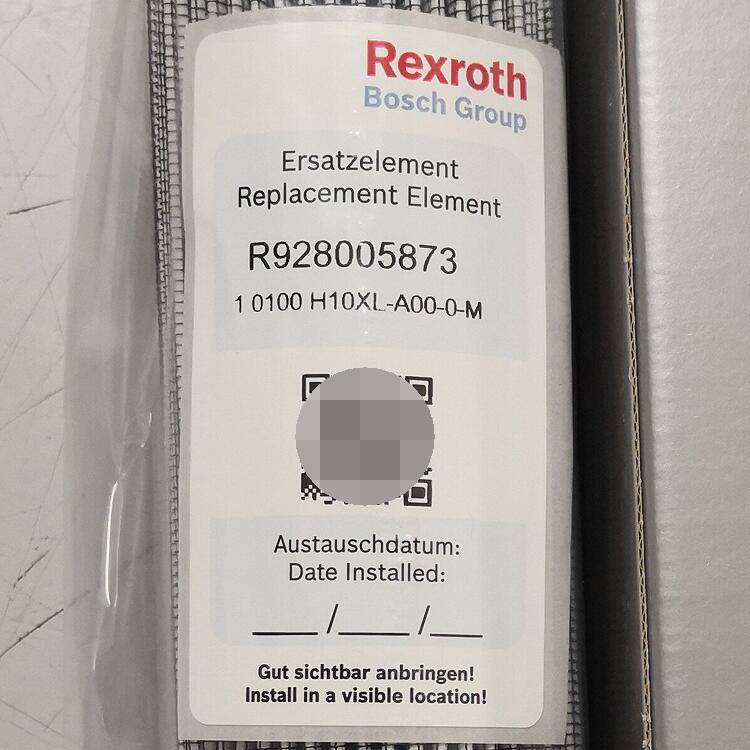 Rexroth
Bosch Group
Ersatzelement
Replacement Element
R928005873
1 0100 H10XL-A00-0-M
Austauschdatum:
Date Installed:
___/___/___
Gut sichtbar anbringen!
Install in a visible location!